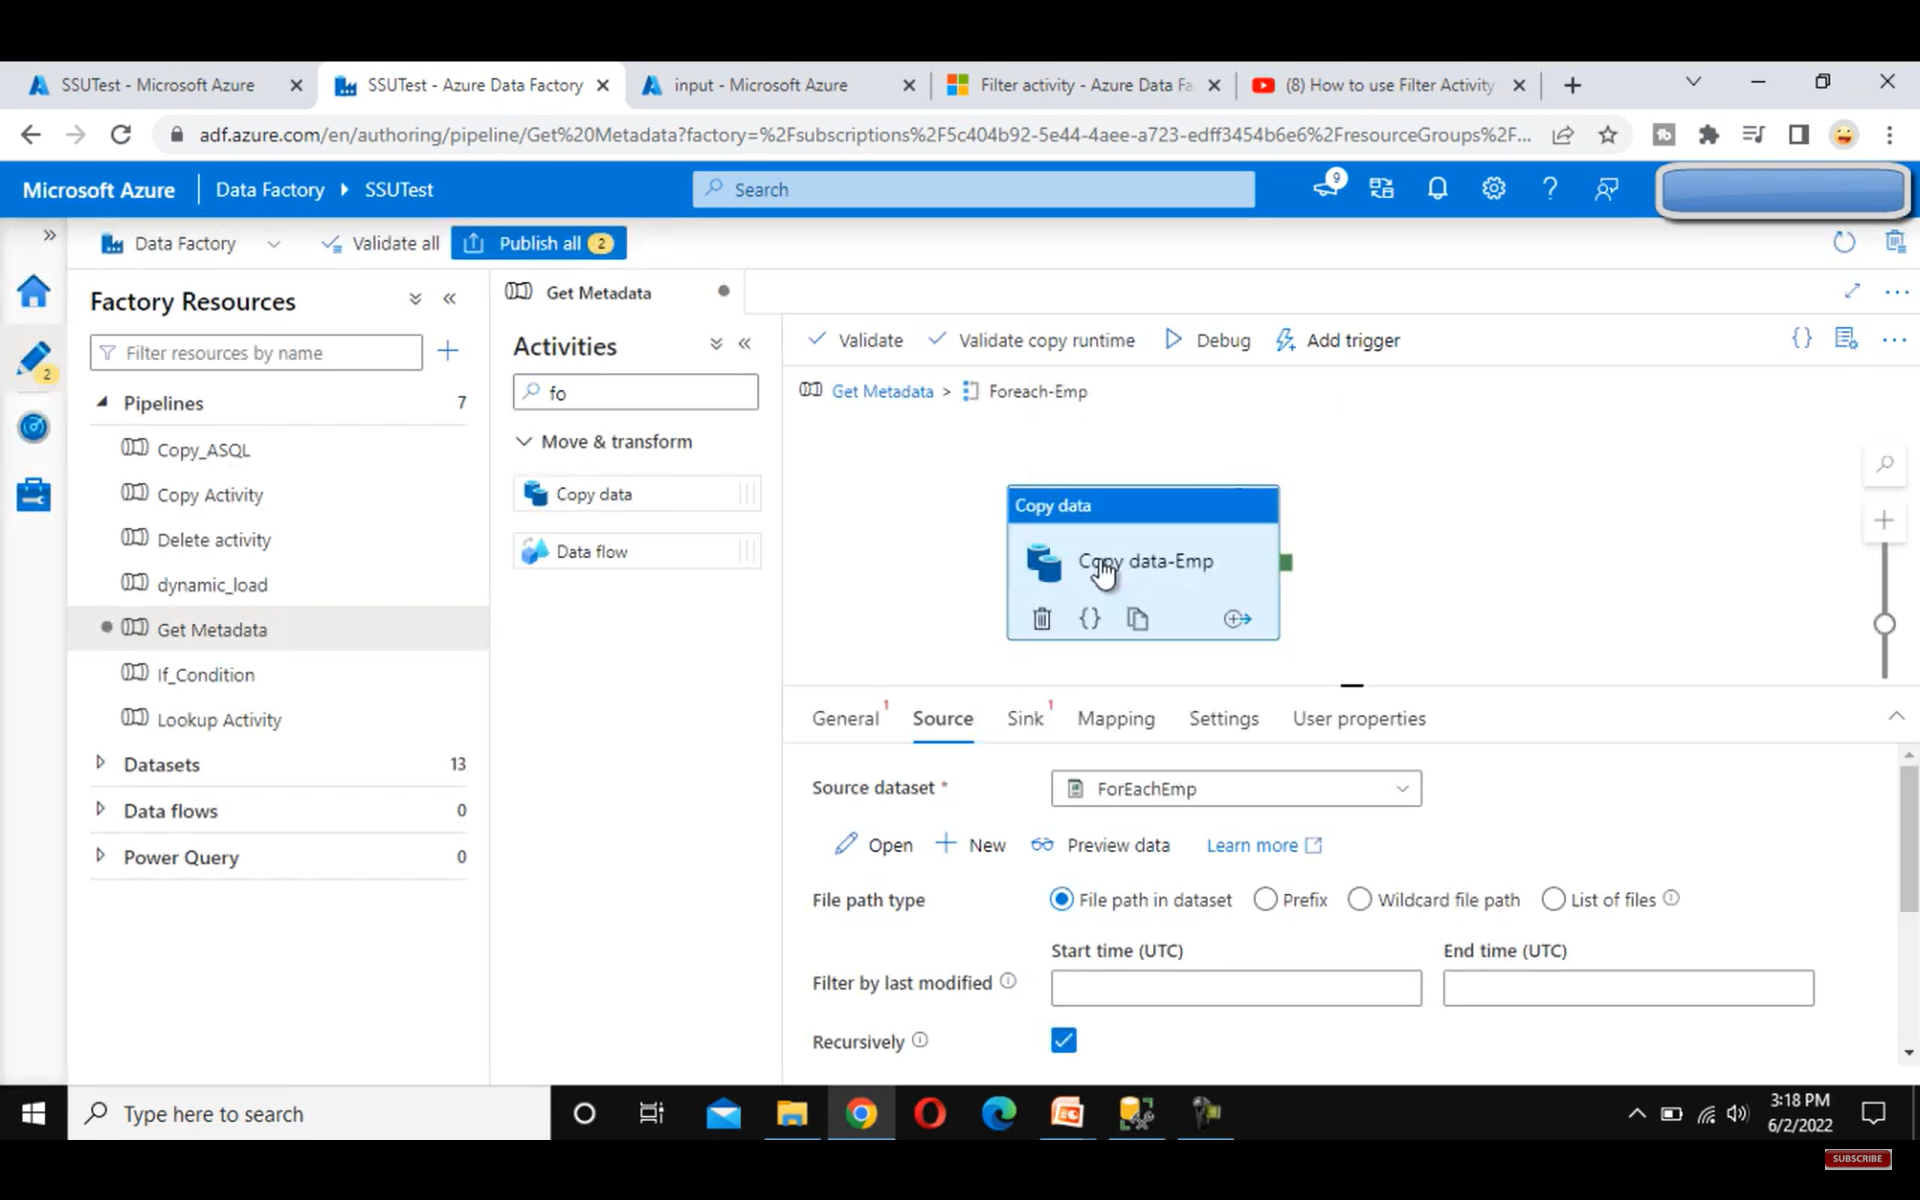 SSUTest - Microsoft Azure
SSUTest - Azure Data Factory
input - Microsoft Azure
Filter activity - Azure Data Fa
(8) How to use Filter Activity
adf.azure.com/en/authoring/pipeline/Get%20Metadata?factory=%2Fsubscriptions%2F5c404b92-5e44-4aee-a723-edff3454b6e6%2FresourceGroups%2F...
Microsoft Azure
Data Factory
SSUTest
Search
9
Data Factory
Validate all
Publish all 2
2
Factory Resources
Filter resources by name
Pipelines 7
Copy_ASQL
Copy Activity
Delete activity
dynamic_load
Get Metadata
If_Condition
Lookup Activity
Datasets 13
Data flows 0
Power Query 0
Get Metadata
Activities
fo
Move & transform
Copy data
Data flow
Validate
Validate copy runtime
Debug
Add trigger
Get Metadata > Foreach-Emp
Copy data
Copy data-Emp
General 1
Source
Sink 1
Mapping
Settings
User properties
Source dataset *
ForEachEmp
Open
New
Preview data
Learn more
File path type
File path in dataset
Prefix
Wildcard file path
List of files
Start time (UTC)
End time (UTC)
Filter by last modified
Recursively
Type here to search
3:18 PM
6/2/2022
SUBSCRIBE